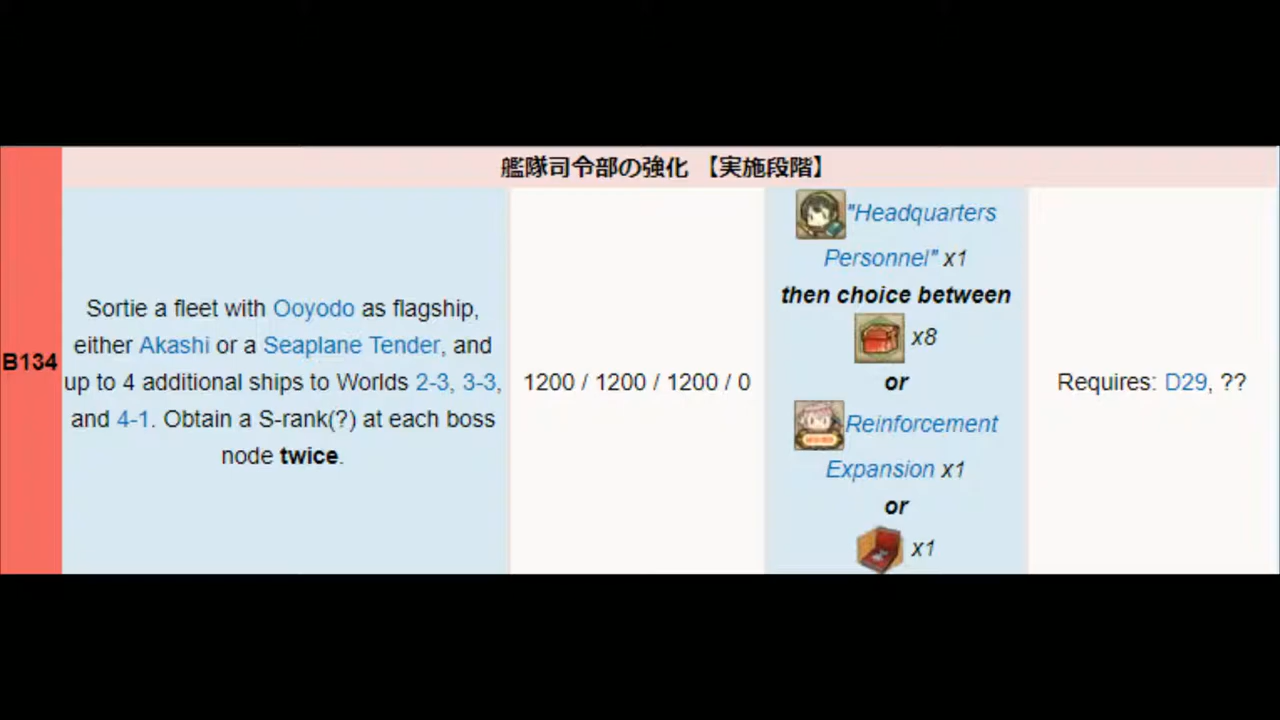 艦隊司令部の強化 【実施段階】
B134
Sortie a fleet with Ooyodo as flagship,
either Akashi or a Seaplane Tender, and
up to 4 additional ships to Worlds 2-3, 3-3,
and 4-1. Obtain a S-rank(?) at each boss
node twice.
1200 / 1200 / 1200 / 0
"Headquarters
Personnel" x1
then choice between
x8
or
Reinforcement
Expansion x1
or
x1
Requires: D29, ??